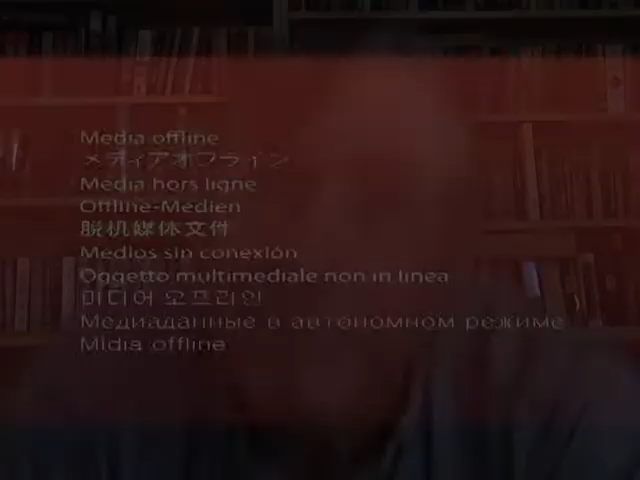 Media offline
メディアオフライン
Media hors ligne
Offline-Medien
脱机媒体文件
Medios sin conexión
Oggetto multimediale non in linea
미디어 오프라인
Медиаданные в автономном режиме
Mídia offline